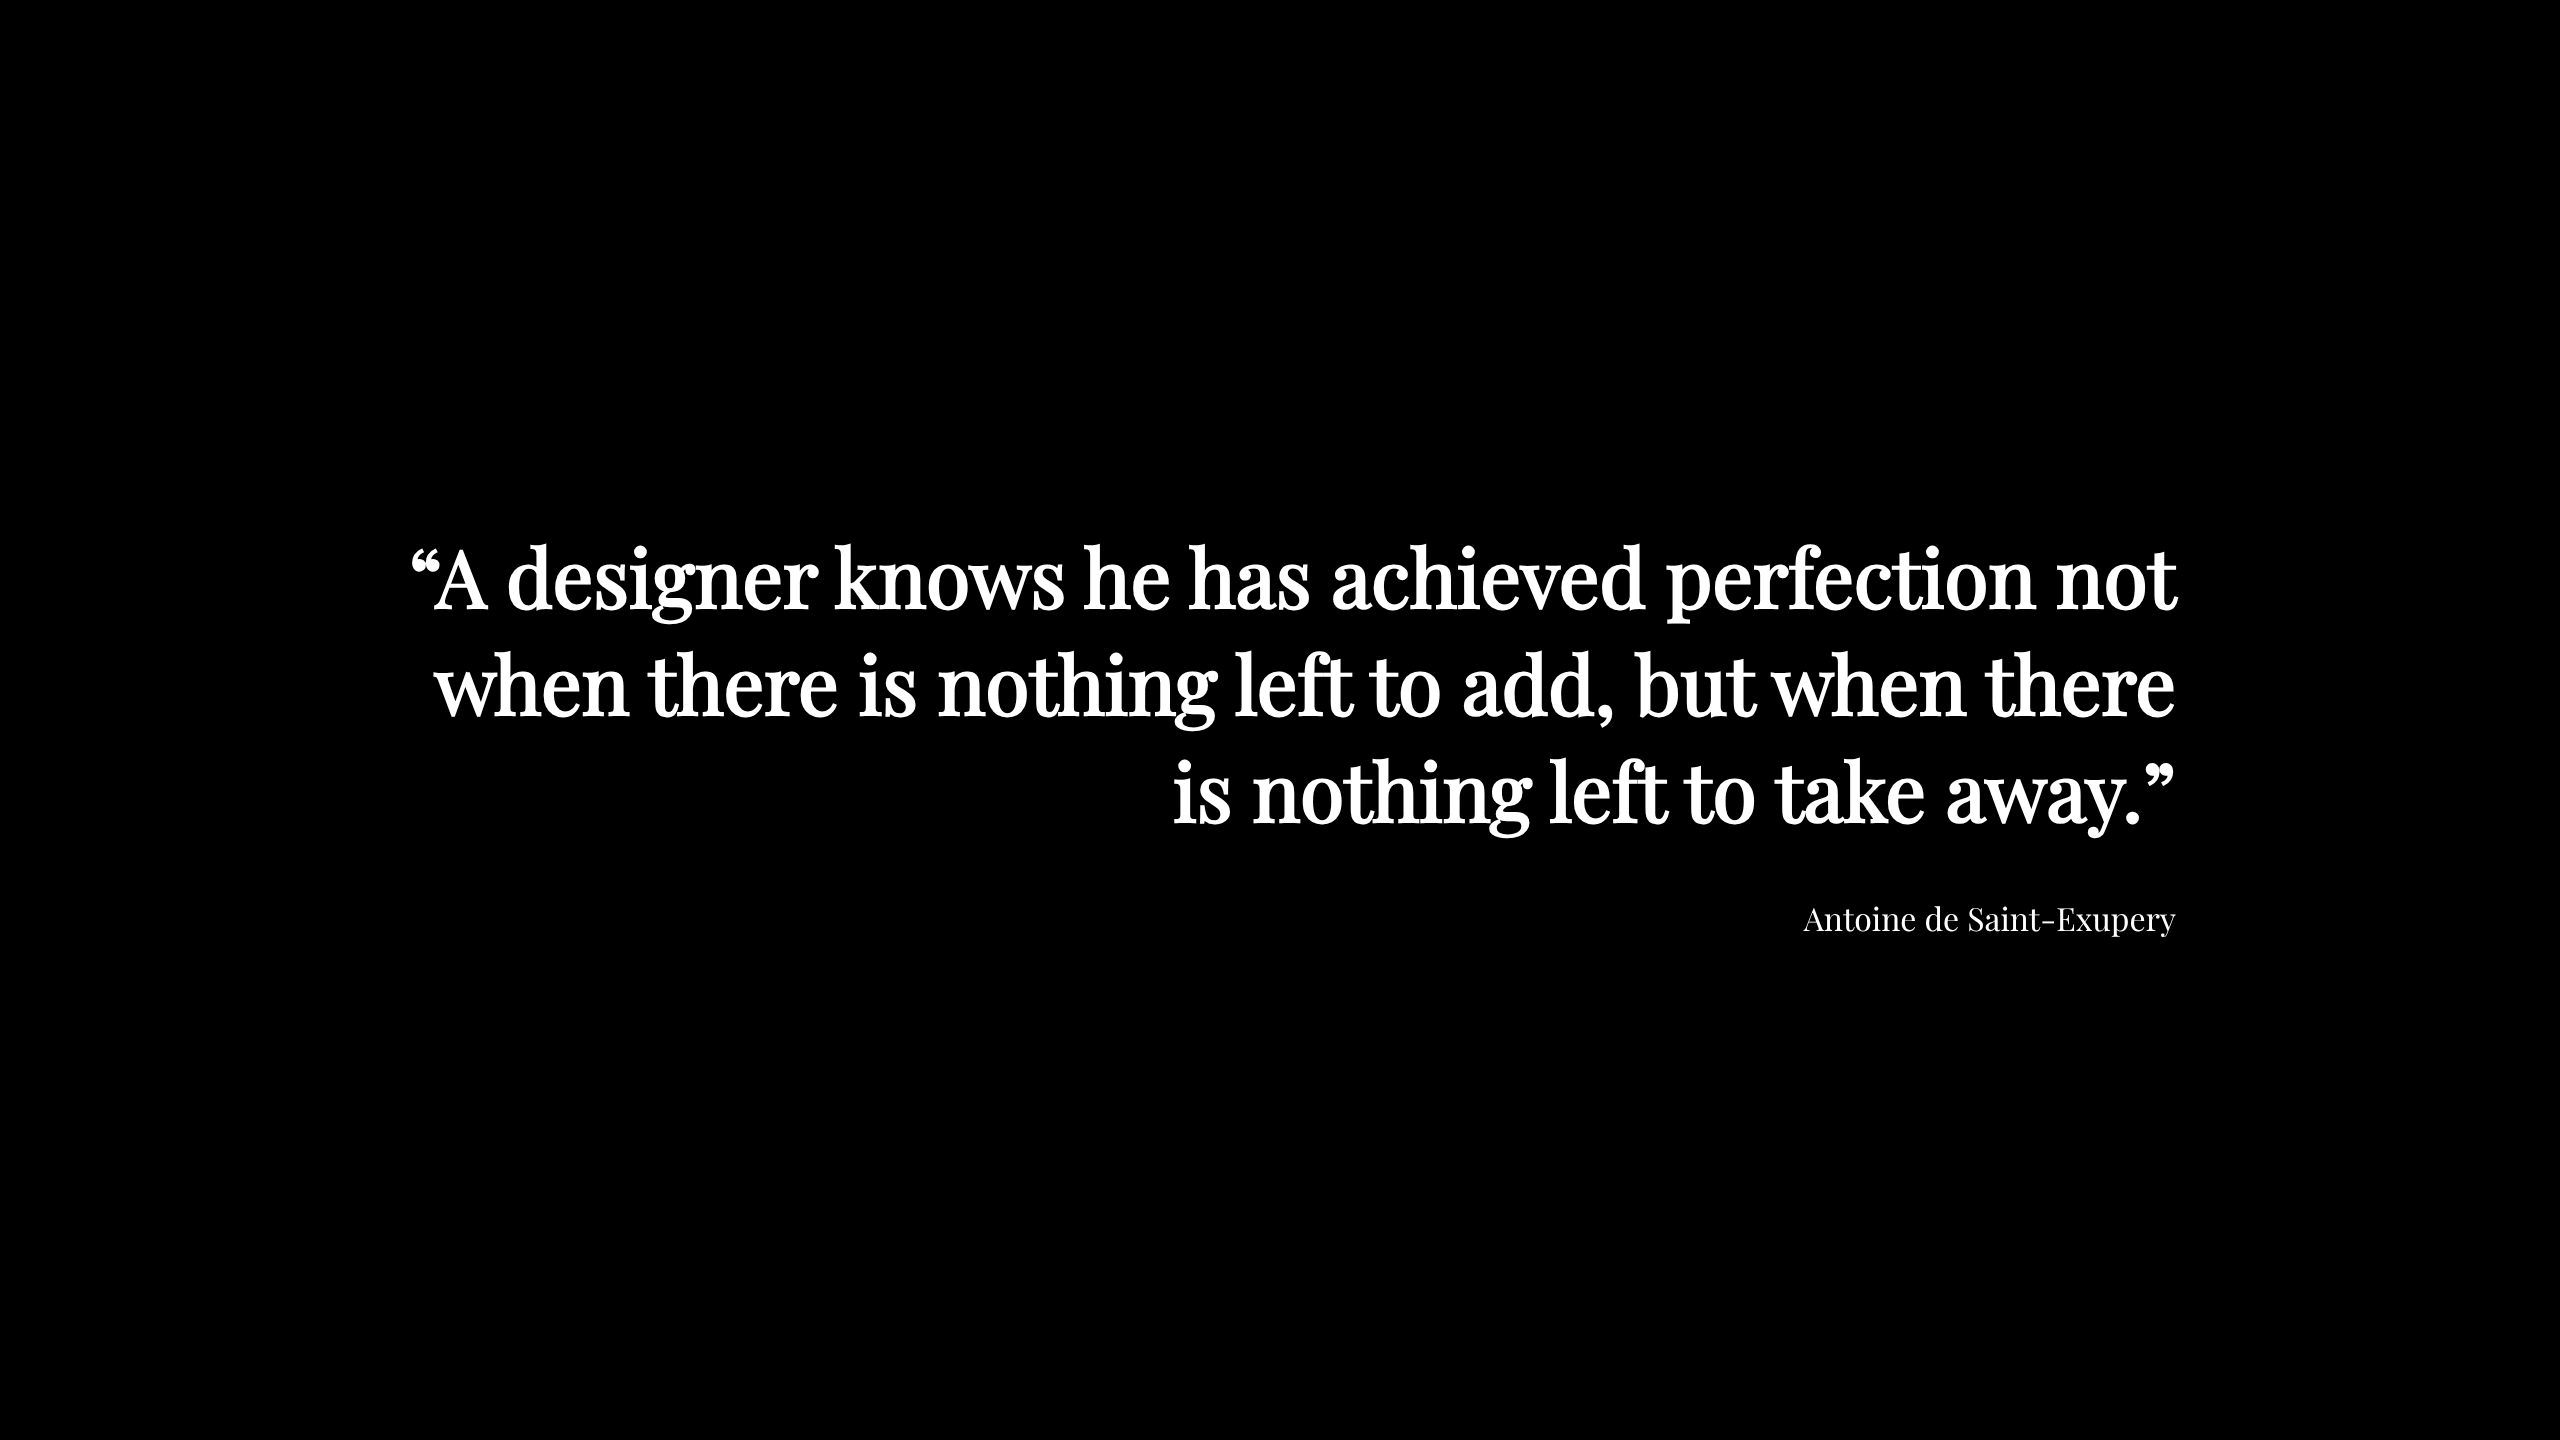 “A designer knows he has achieved perfection not
when there is nothing left to add, but when there
is nothing left to take away.”
Antoine de Saint-Exupery